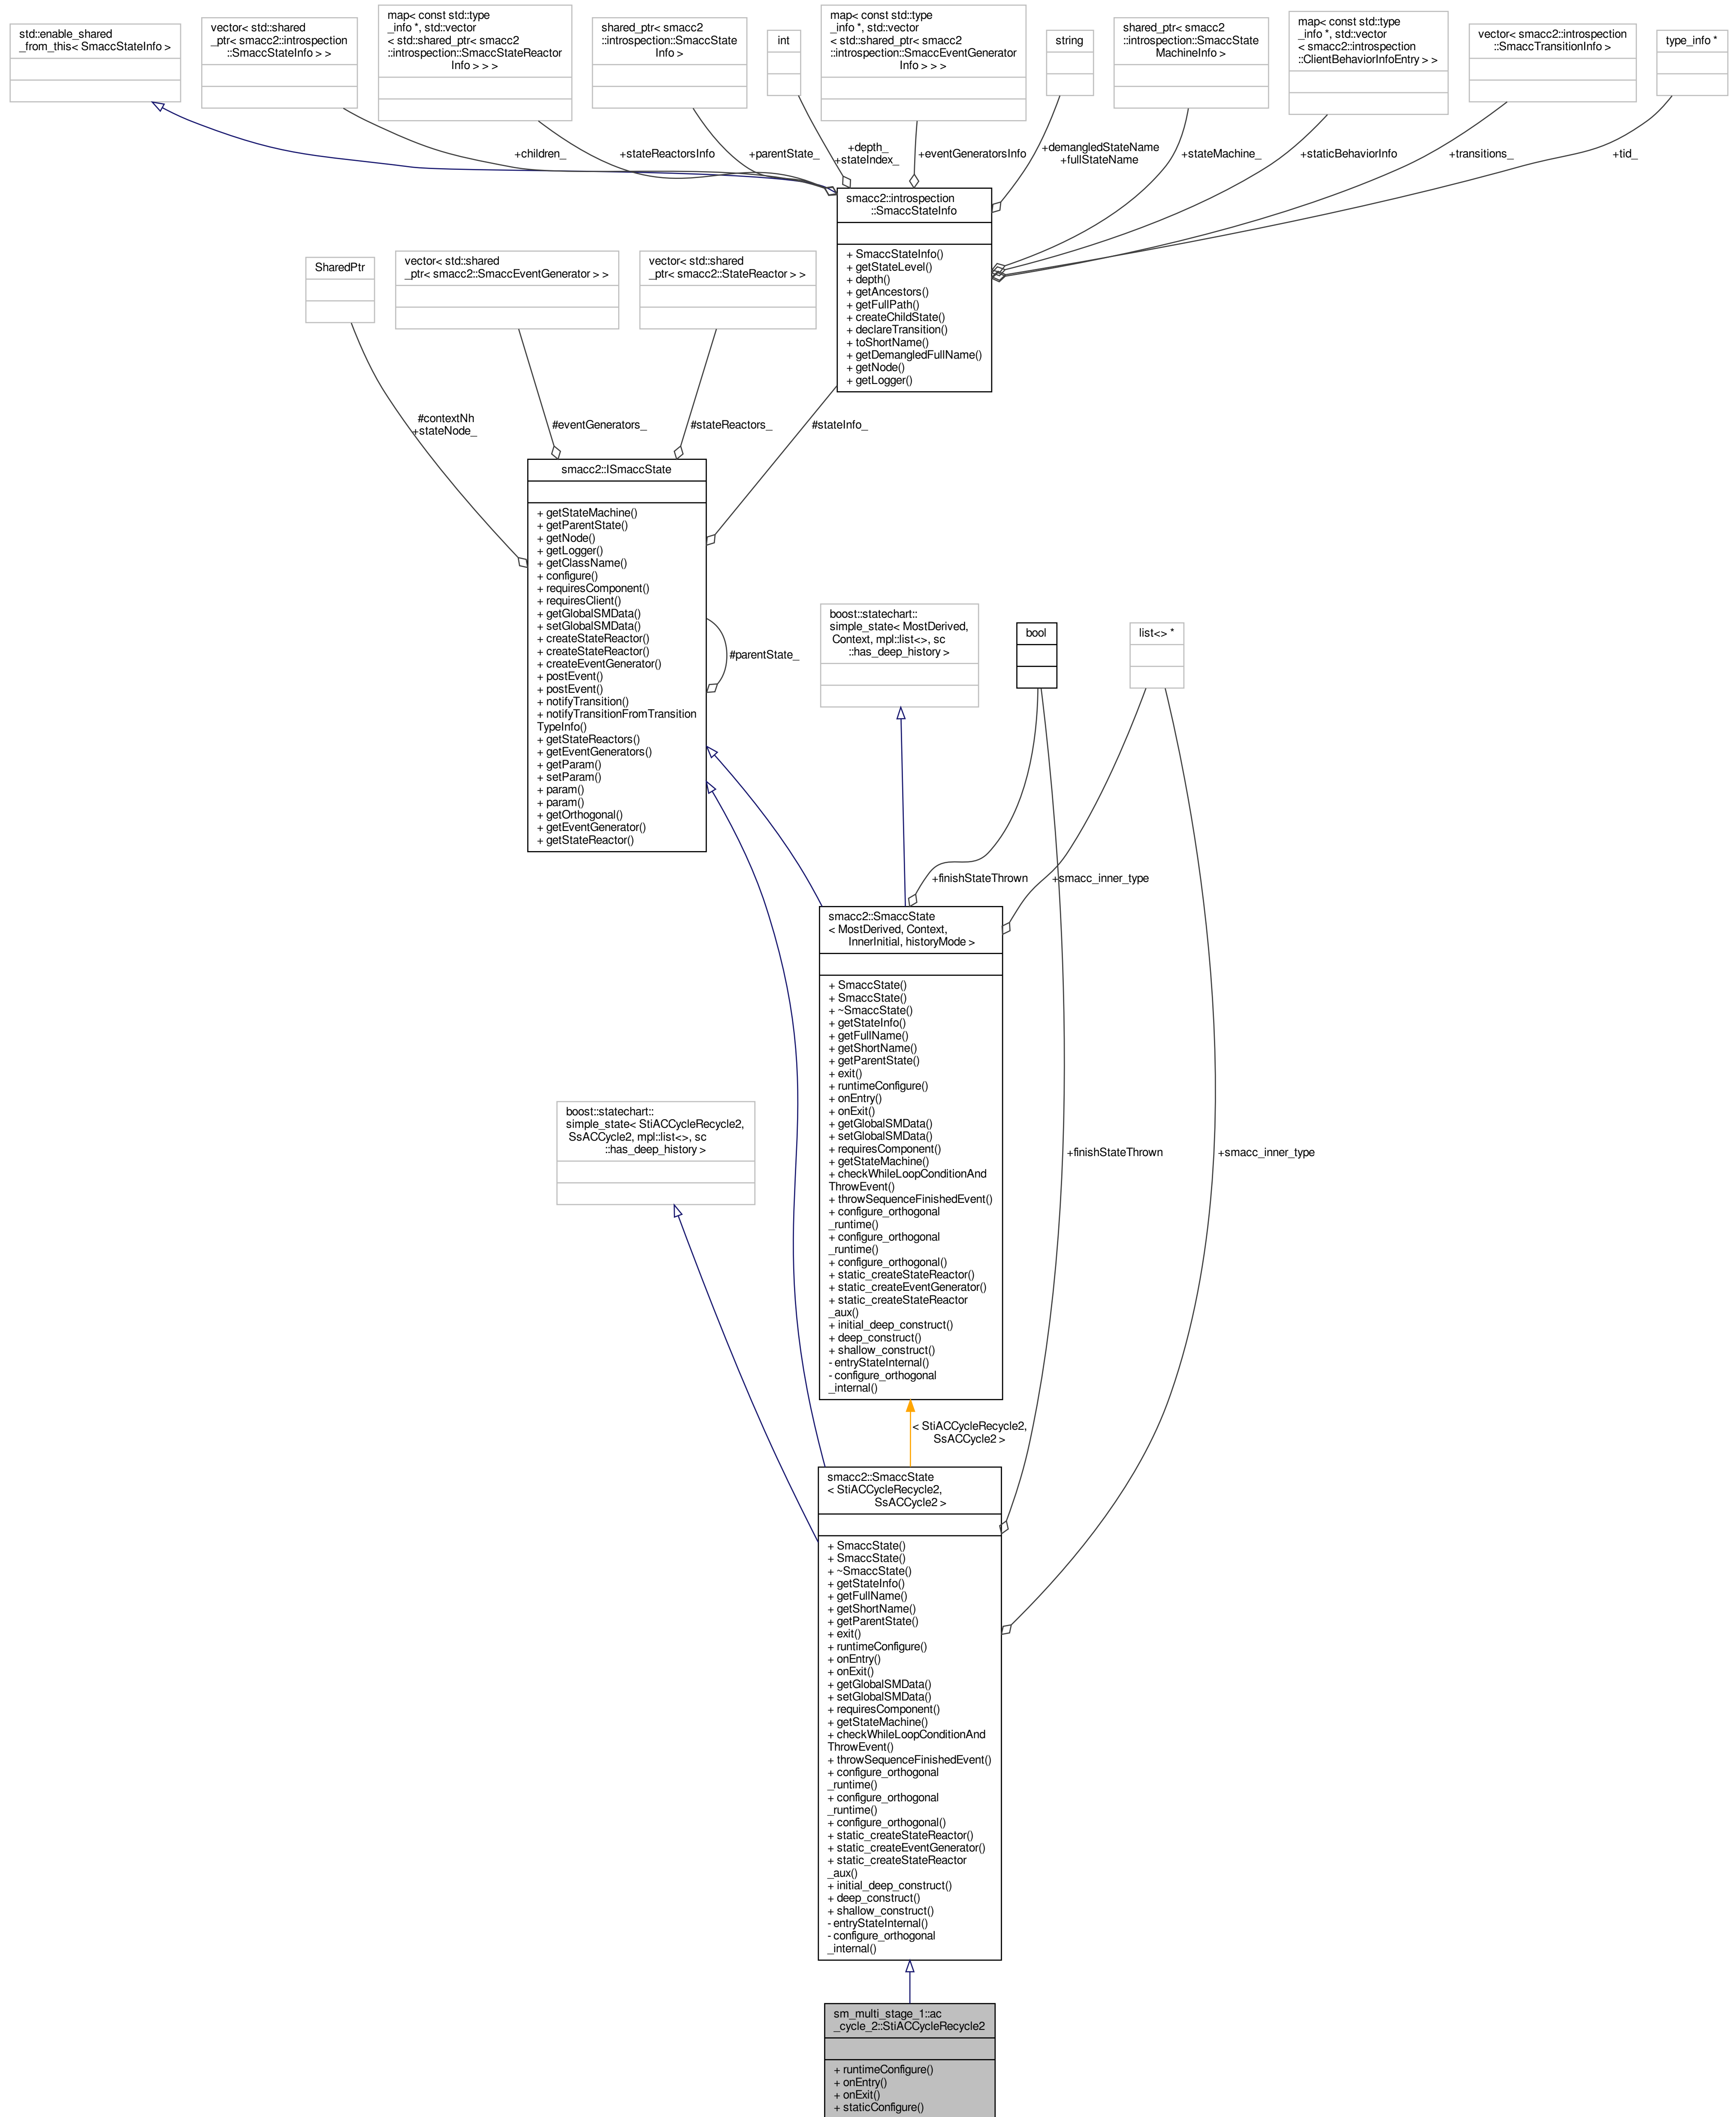 std::enable_shared
_from_this< SmaccStateInfo >
vector< std::shared
_ptr< smacc2::introspection
::SmaccStateInfo > >
map< const std::type
_info *, std::vector
< std::shared_ptr< smacc2
::introspection::SmaccStateReactor
Info > > >
shared_ptr< smacc2
::introspection::SmaccState
Info >
int
map< const std::type
_info *, std::vector
< std::shared_ptr< smacc2
::introspection::SmaccEventGenerator
Info > > >
string
shared_ptr< smacc2
::introspection::SmaccState
MachineInfo >
map< const std::type
_info *, std::vector
< smacc2::introspection
::ClientBehaviorInfoEntry > >
vector< smacc2::introspection
::SmaccTransitionInfo >
type_info *
+children_
+stateReactorsInfo
+parentState_
+depth_
+stateIndex_
+eventGeneratorsInfo
+demangledStateName
+fullStateName
+stateMachine_
+staticBehaviorInfo
+transitions_
+tid_
smacc2::introspection
::SmaccStateInfo
+ SmaccStateInfo()
+ getStateLevel()
+ depth()
+ getAncestors()
+ getFullPath()
+ createChildState()
+ declareTransition()
+ toShortName()
+ getDemangledFullName()
+ getNode()
+ getLogger()
SharedPtr
vector< std::shared
_ptr< smacc2::SmaccEventGenerator > >
vector< std::shared
_ptr< smacc2::StateReactor > >
#contextNh
+stateNode_
#eventGenerators_
#stateReactors_
#stateInfo_
smacc2::ISmaccState
+ getStateMachine()
+ getParentState()
+ getNode()
+ getLogger()
+ getClassName()
+ configure()
+ requiresComponent()
+ requiresClient()
+ getGlobalSMData()
+ setGlobalSMData()
+ createStateReactor()
+ createStateReactor()
+ createEventGenerator()
+ postEvent()
+ postEvent()
+ notifyTransition()
+ notifyTransitionFromTransition
TypeInfo()
+ getStateReactors()
+ getEventGenerators()
+ getParam()
+ setParam()
+ param()
+ param()
+ getOrthogonal()
+ getEventGenerator()
+ getStateReactor()
#parentState_
boost::statechart::
simple_state< MostDerived,
Context, mpl::list<>, sc
::has_deep_history >
bool
list<> *
+finishStateThrown
+smacc_inner_type
smacc2::SmaccState
< MostDerived, Context,
InnerInitial, historyMode >
+ SmaccState()
+ SmaccState()
+ ~SmaccState()
+ getStateInfo()
+ getFullName()
+ getShortName()
+ getParentState()
+ exit()
+ runtimeConfigure()
+ onEntry()
+ onExit()
+ getGlobalSMData()
+ setGlobalSMData()
+ requiresComponent()
+ getStateMachine()
+ checkWhileLoopConditionAnd
ThrowEvent()
+ throwSequenceFinishedEvent()
+ configure_orthogonal
_runtime()
+ configure_orthogonal
_runtime()
+ configure_orthogonal()
+ static_createStateReactor()
+ static_createEventGenerator()
+ static_createStateReactor
_aux()
+ initial_deep_construct()
+ deep_construct()
+ shallow_construct()
- entryStateInternal()
- configure_orthogonal
_internal()
boost::statechart::
simple_state< StiACCycleRecycle2,
SsACCycle2, mpl::list<>, sc
::has_deep_history >
+finishStateThrown
+smacc_inner_type
< StiACCycleRecycle2,
SsACCycle2 >
smacc2::SmaccState
< StiACCycleRecycle2,
SsACCycle2 >
+ SmaccState()
+ SmaccState()
+ ~SmaccState()
+ getStateInfo()
+ getFullName()
+ getShortName()
+ getParentState()
+ exit()
+ runtimeConfigure()
+ onEntry()
+ onExit()
+ getGlobalSMData()
+ setGlobalSMData()
+ requiresComponent()
+ getStateMachine()
+ checkWhileLoopConditionAnd
ThrowEvent()
+ throwSequenceFinishedEvent()
+ configure_orthogonal
_runtime()
+ configure_orthogonal
_runtime()
+ configure_orthogonal()
+ static_createStateReactor()
+ static_createEventGenerator()
+ static_createStateReactor
_aux()
+ initial_deep_construct()
+ deep_construct()
+ shallow_construct()
- entryStateInternal()
- configure_orthogonal
_internal()
sm_multi_stage_1::ac
_cycle_2::StiACCycleRecycle2
+ runtimeConfigure()
+ onEntry()
+ onExit()
+ staticConfigure()